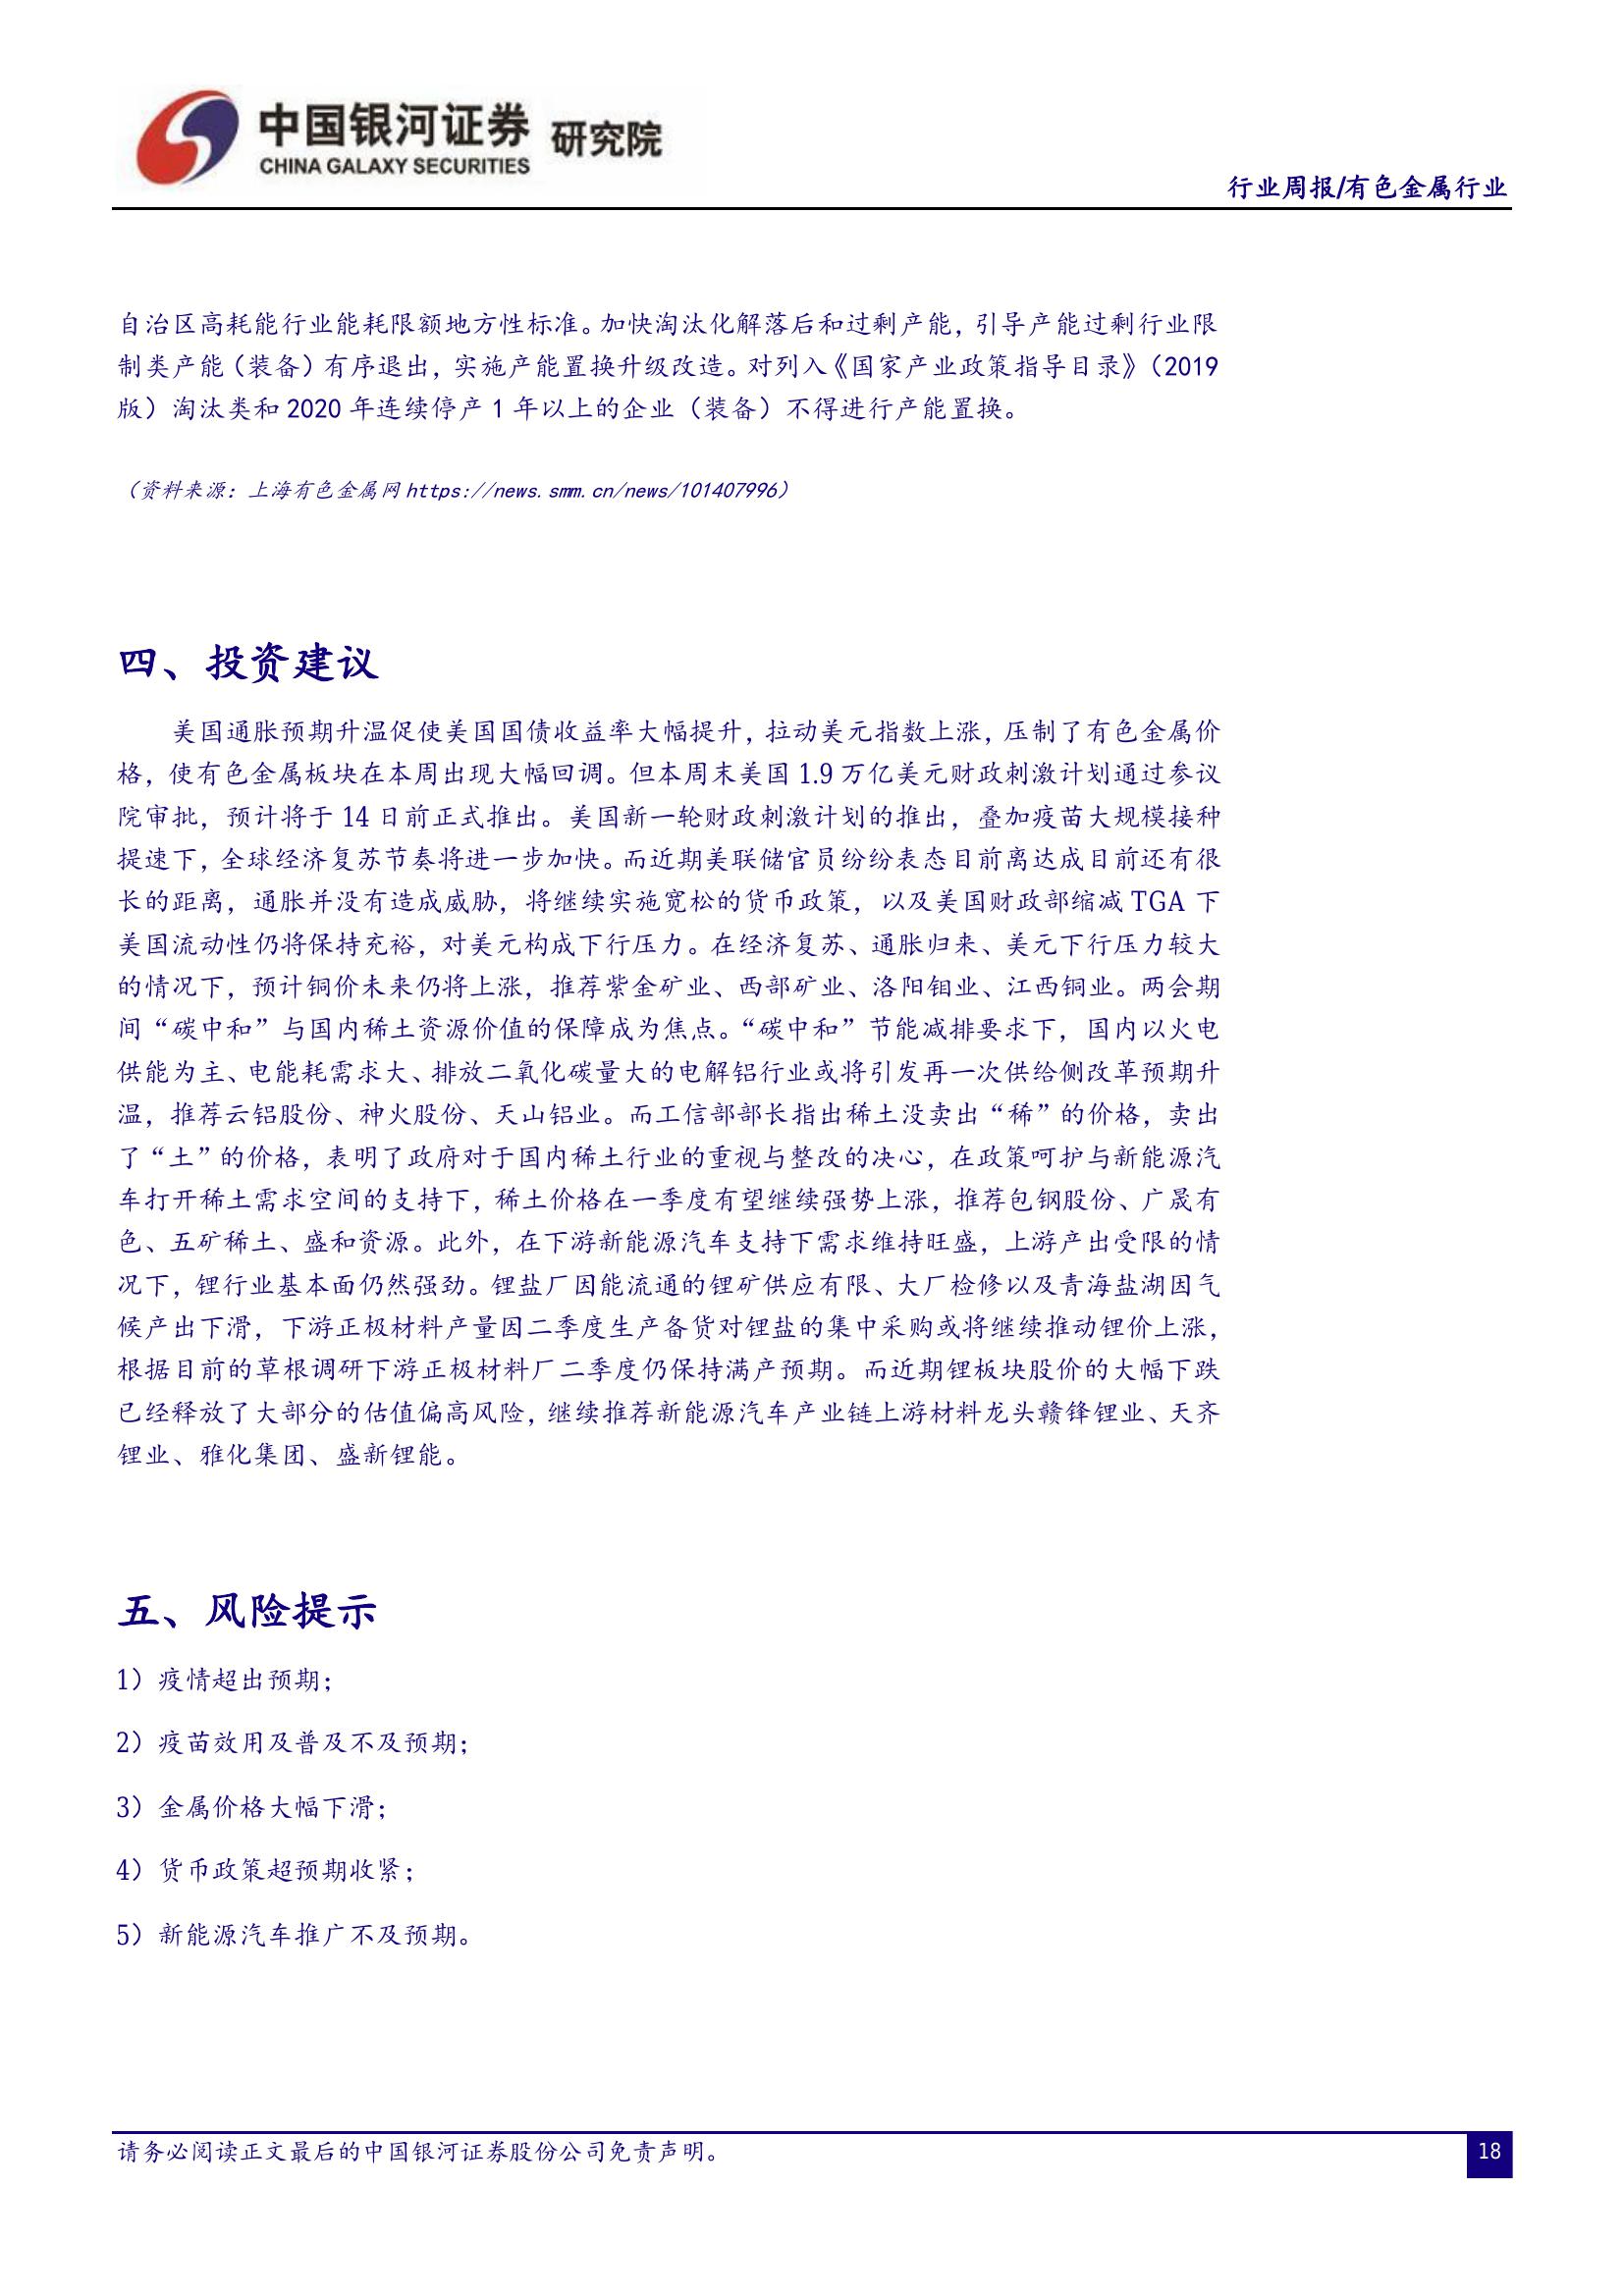 中国银河证券 研究院
CHINA GALAXY SECURITIES
行业周报/有色金属行业
自治区高耗能行业能耗限额地方性标准。加快淘汰化解落后和过剩产能，引导产能过剩行业限
制类产能（装备）有序退出，实施产能置换升级改造。对列入《国家产业政策指导目录》（2019
版）淘汰类和 2020 年连续停产 1 年以上的企业（装备）不得进行产能置换。
（资料来源：上海有色金属网 https://news.smm.cn/news/101407996）
四、投资建议
美国通胀预期升温促使美国国债收益率大幅提升，拉动美元指数上涨，压制了有色金属价
格，使有色金属板块在本周出现大幅回调。但本周末美国 1.9 万亿美元财政刺激计划通过参议
院审批，预计将于 14 日前正式推出。美国新一轮财政刺激计划的推出，叠加疫苗大规模接种
提速下，全球经济复苏节奏将进一步加快。而近期美联储官员纷纷表态目前离达成目前还有很
长的距离，通胀并没有造成威胁，将继续实施宽松的货币政策，以及美国财政部缩减 TGA 下
美国流动性仍将保持充裕，对美元构成下行压力。在经济复苏、通胀归来、美元下行压力较大
的情况下，预计铜价未来仍将上涨，推荐紫金矿业、西部矿业、洛阳钼业、江西铜业。两会期
间“碳中和”与国内稀土资源价值的保障成为焦点。“碳中和”节能减排要求下，国内以火电
供能为主、电能耗需求大、排放二氧化碳量大的电解铝行业或将引发再一次供给侧改革预期升
温，推荐云铝股份、神火股份、天山铝业。而工信部部长指出稀土没卖出“稀”的价格，卖出
了“土”的价格，表明了政府对于国内稀土行业的重视与整改的决心，在政策呵护与新能源汽
车打开稀土需求空间的支持下，稀土价格在一季度有望继续强势上涨，推荐包钢股份、广晟有
色、五矿稀土、盛和资源。此外，在下游新能源汽车支持下需求维持旺盛，上游产出受限的情
况下，锂行业基本面仍然强劲。锂盐厂因能流通的锂矿供应有限、大厂检修以及青海盐湖因气
候产出下滑，下游正极材料产量因二季度生产备货对锂盐的集中采购或将继续推动锂价上涨，
根据目前的草根调研下游正极材料厂二季度仍保持满产预期。而近期锂板块股价的大幅下跌
已经释放了大部分的估值偏高风险，继续推荐新能源汽车产业链上游材料龙头赣锋锂业、天齐
锂业、雅化集团、盛新锂能。
五、风险提示
1）疫情超出预期；
2）疫苗效用及普及不及预期；
3）金属价格大幅下滑；
4）货币政策超预期收紧；
5）新能源汽车推广不及预期。
请务必阅读正文最后的中国银河证券股份公司免责声明。
18